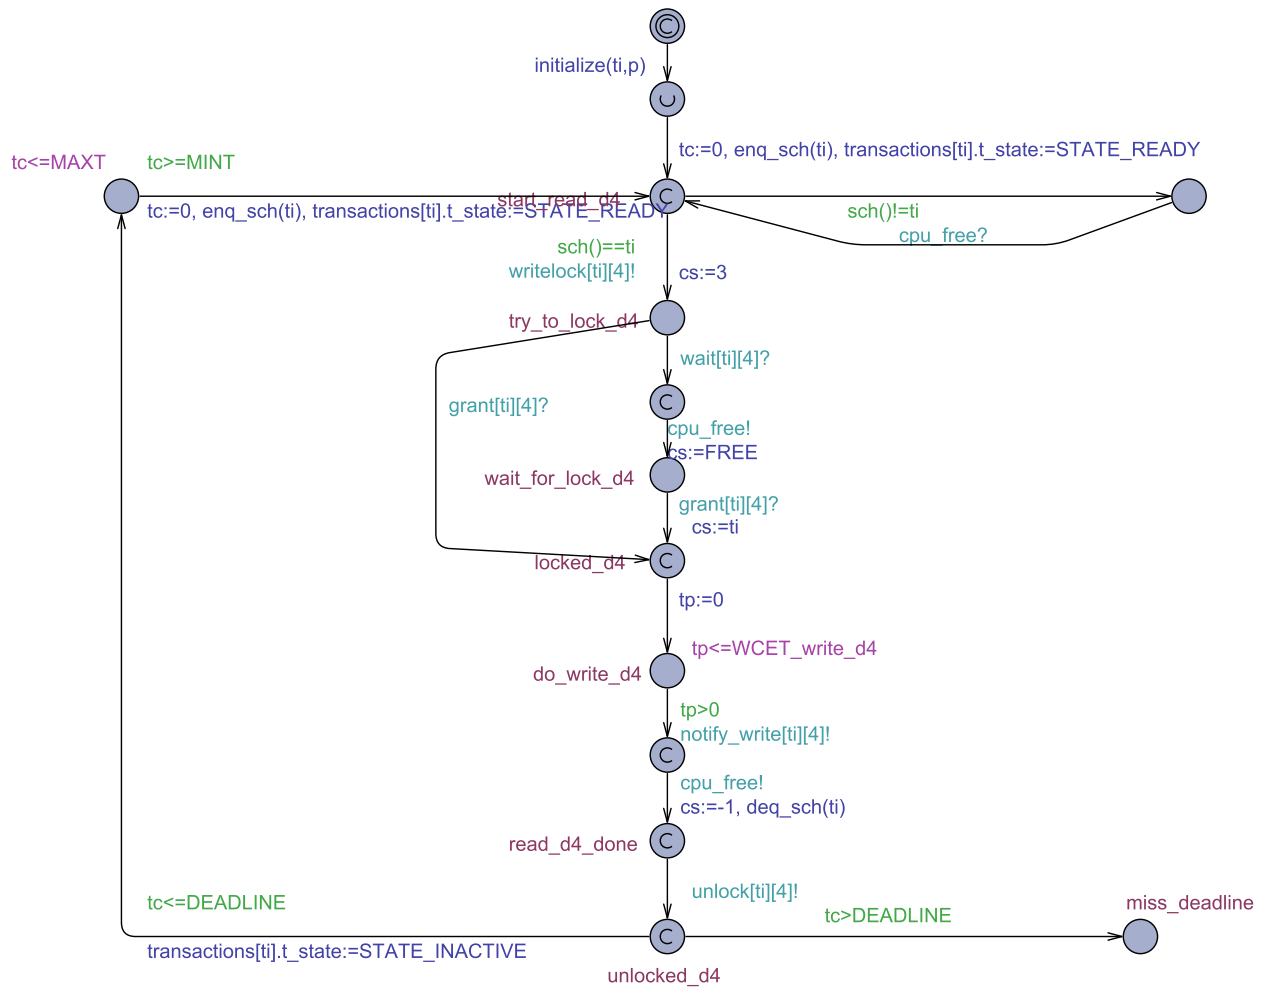 initialize(ti,p)
tc:=0, enq_sch(ti), transactions[ti].t_state:=STATE_READY
tc<=MAXT
tc>=MINT
start_read_d4
tc:=0, enq_sch(ti), transactions[ti].t_state:=STATE_READY
sch()!=ti
cpu_free?
sch()==ti
writelock[ti][4]!
cs:=3
try_to_lock_d4
wait[ti][4]?
grant[ti][4]?
cpu_free!
cs:=FREE
wait_for_lock_d4
grant[ti][4]?
cs:=ti
locked_d4
tp:=0
tp<=WCET_write_d4
do_write_d4
tp>0
notify_write[ti][4]!
cpu_free!
cs:=-1, deq_sch(ti)
read_d4_done
unlock[ti][4]!
tc<=DEADLINE
transactions[ti].t_state:=STATE_INACTIVE
tc>DEADLINE
miss_deadline
unlocked_d4